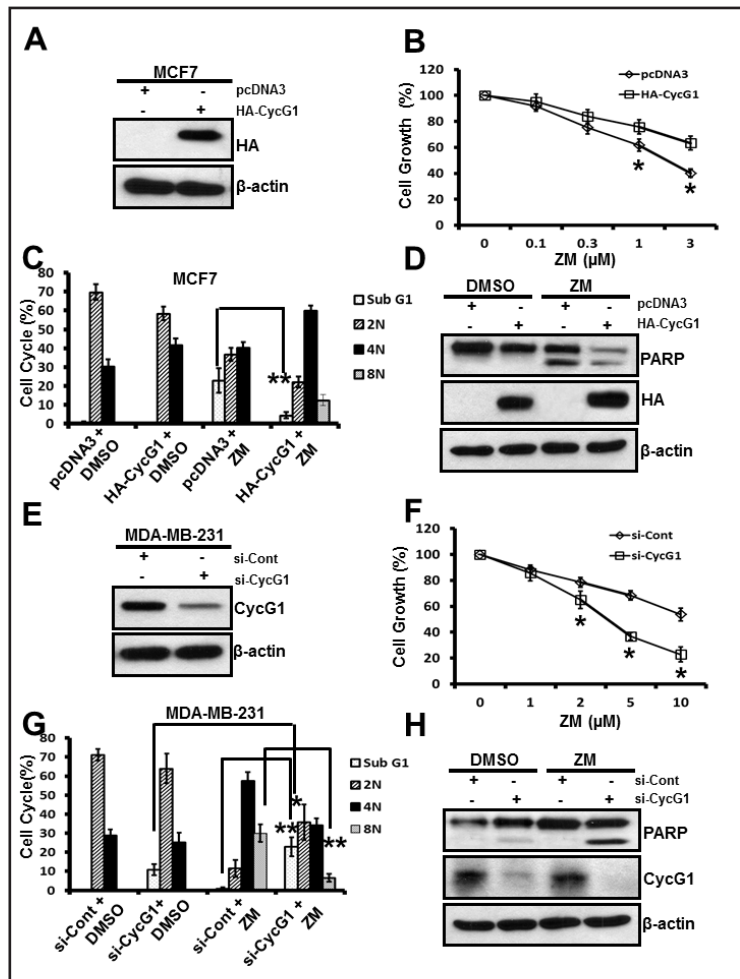 A
MCF7
+ - pcDNA3
- + HA-CycG1
HA
β-actin
B
Cell Growth (%)
120
100
80
60
40
20
0
pcDNA3
HA-CycG1
*
*
0 0.1 0.3 1 3
ZM (μM)
C
MCF7
Cell Cycle (%)
80
70
60
50
40
30
20
10
0
Sub G1
2N
4N
8N
**
pcDNA3 + DMSO
HA-CycG1 + DMSO
pcDNA3 + ZM
HA-CycG1 + ZM
D
DMSO ZM
+ - + - pcDNA3
- + - + HA-CycG1
PARP
HA
β-actin
E
MDA-MB-231
+ - si-Cont
- + si-CycG1
CycG1
β-actin
F
Cell Growth (%)
120
100
80
60
40
20
0
si-Cont
si-CycG1
*
*
*
0 1 2 5 10
ZM (μM)
G
MDA-MB-231
Cell Cycle(%)
80
70
60
50
40
30
20
10
0
Sub G1
2N
4N
8N
*
**
**
si-Cont + DMSO
si-CycG1+ DMSO
si-Cont + ZM
si-CycG1 + ZM
H
DMSO ZM
+ - + - si-Cont
- + - + si-CycG1
PARP
CycG1
β-actin